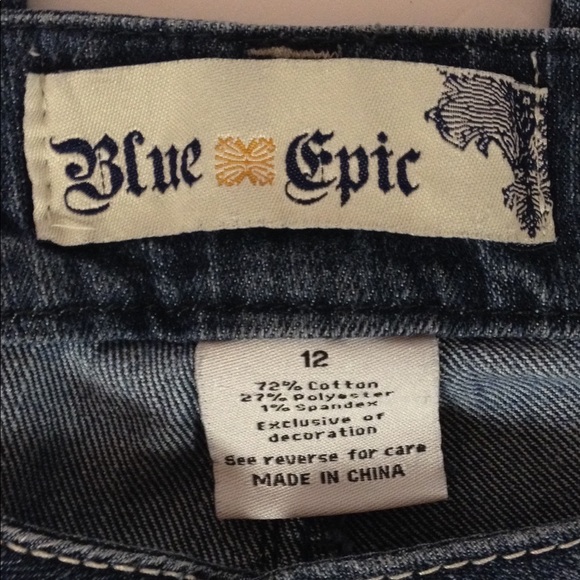 Blue Epic
12
72% Cotton
27% Polyester
1% Spandex
Exclusive of
decoration
See reverse for care
MADE IN CHINA